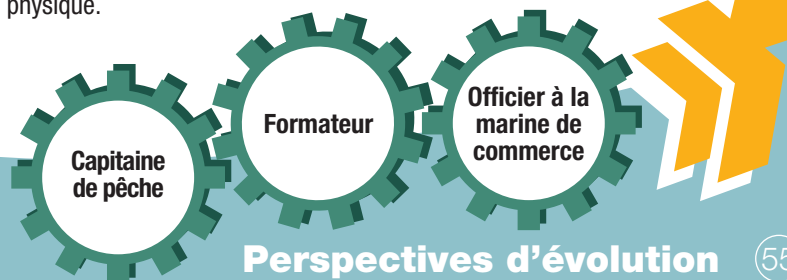 physique.
Capitaine
de pêche
Formateur
Officier à la
marine de
commerce
Perspectives d'évolution
55